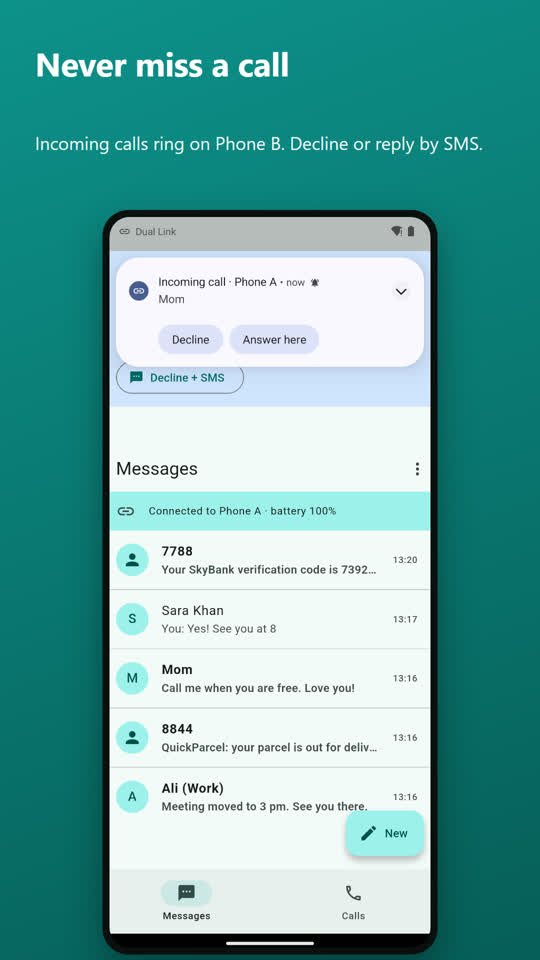 Never miss a call
Incoming calls ring on Phone B. Decline or reply by SMS.
Dual Link
Incoming call · Phone A • now
Mom
Decline
Answer here
Decline + SMS
Messages
Connected to Phone A · battery 100%
7788
Your SkyBank verification code is 7392…
13:20
S
Sara Khan
You: Yes! See you at 8
13:17
M
Mom
Call me when you are free. Love you!
13:16
8844
QuickParcel: your parcel is out for deliv…
13:16
A
Ali (Work)
Meeting moved to 3 pm. See you there.
13:16
New
Messages
Calls